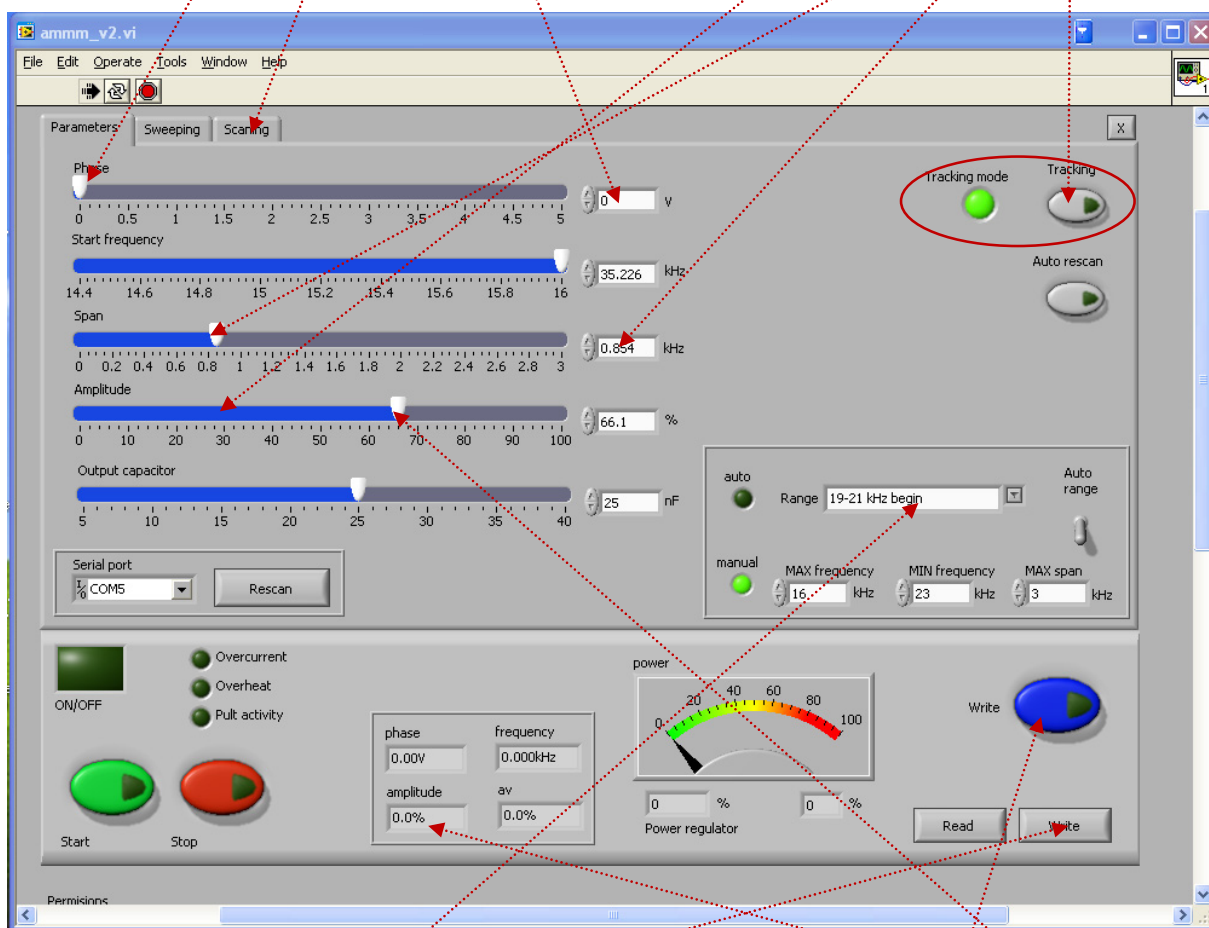 ammm_v2.vi
File Edit Operate Tools Window Help
1
Parameters Sweeping Scaning X
Phase
0 0.5 1 1.5 2 2.5 3 3.5 4 4.5 5
0 V
Tracking mode Tracking
Start frequency
14.4 14.6 14.8 15 15.2 15.4 15.6 15.8 16
35.226 kHz
Auto rescan
Span
0 0.2 0.4 0.6 0.8 1 1.2 1.4 1.6 1.8 2 2.2 2.4 2.6 2.8 3
0.854 kHz
Amplitude
0 10 20 30 40 50 60 70 80 90 100
66.1 %
Output capacitor
5 10 15 20 25 30 35 40
25 nF
auto
Range 19-21 kHz begin
Auto
range
manual
MAX frequency MIN frequency MAX span
16 kHz 23 kHz 3 kHz
Serial port
I/O COM5 Rescan
ON/OFF
Overcurrent
Overheat
Pult activity
Start Stop
phase frequency
0.00V 0.000kHz
amplitude av
0.0% 0.0%
power
0 20 40 60 80 100
0 % 0 %
Power regulator
Write
Read Write
Permisions